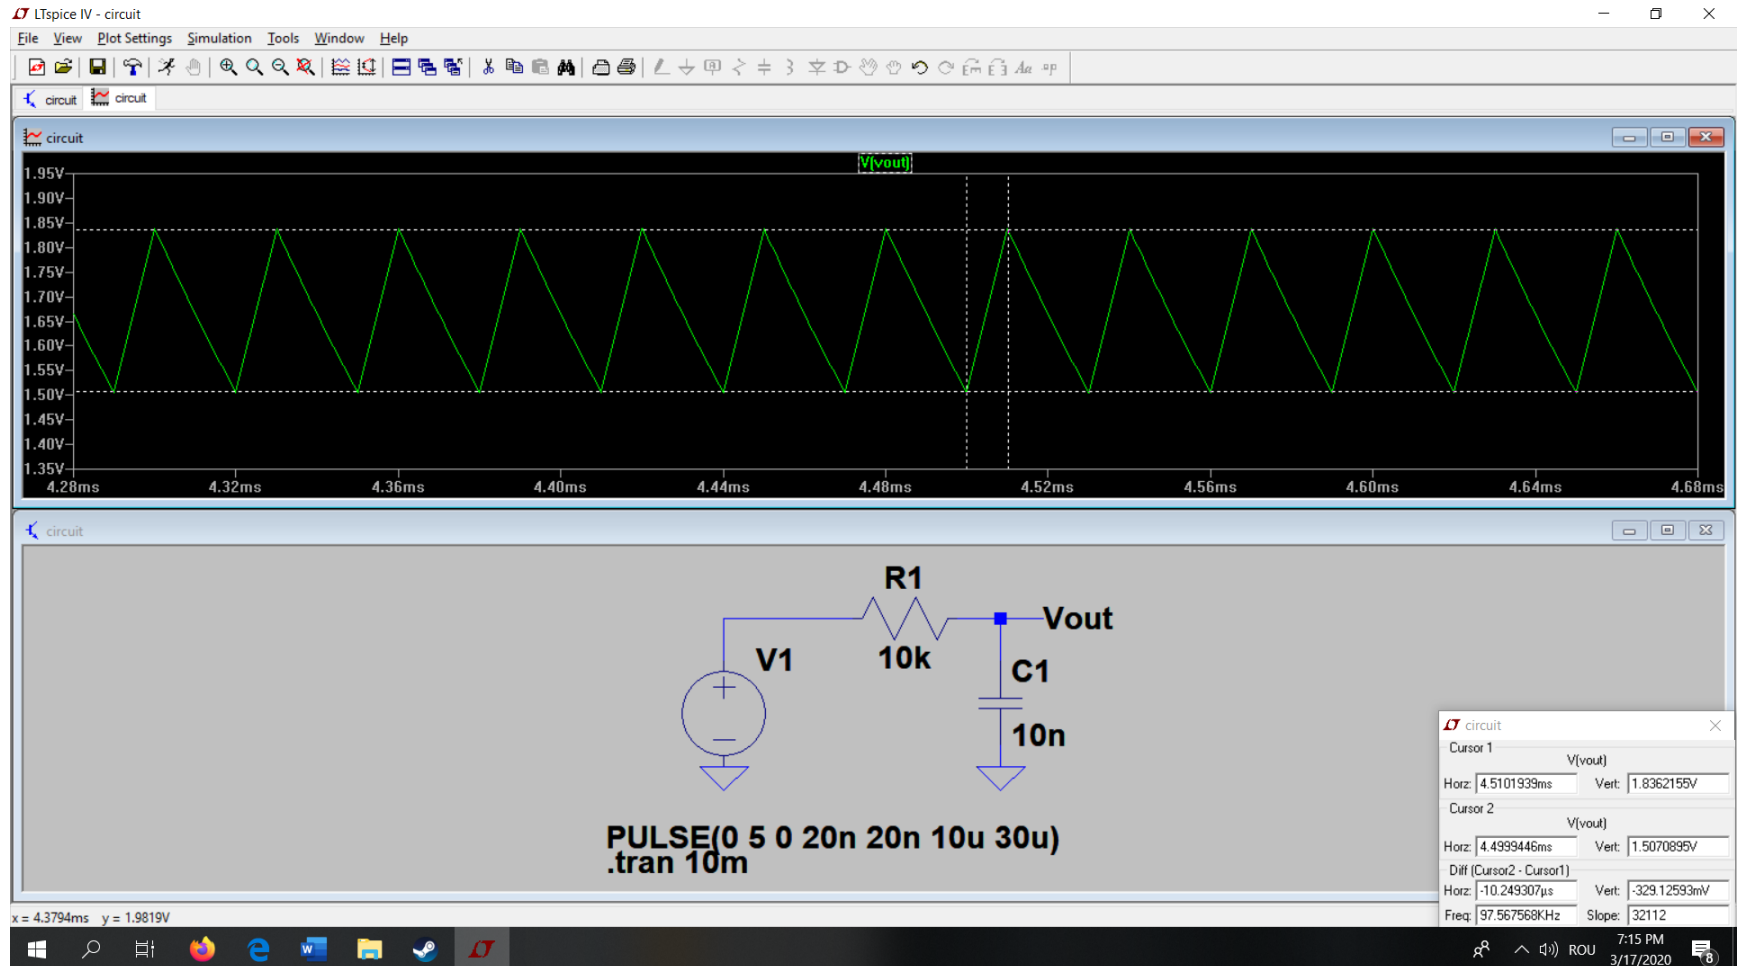 LTspice IV - circuit
File View Plot Settings Simulation Tools Window Help
circuit circuit
circuit
V(vout)
1.95V
1.90V
1.85V
1.80V
1.75V
1.70V
1.65V
1.60V
1.55V
1.50V
1.45V
1.40V
1.35V
4.28ms 4.32ms 4.36ms 4.40ms 4.44ms 4.48ms 4.52ms 4.56ms 4.60ms 4.64ms 4.68ms
circuit
R1
Vout
10k
V1
C1
10n
PULSE(0 5 0 20n 20n 10u 30u)
.tran 10m
circuit
Cursor 1
V(vout)
Horz: 4.5101939ms Vert: 1.8362155V
Cursor 2
V(vout)
Horz: 4.4999446ms Vert: 1.5070895V
Diff (Cursor2 - Cursor1)
Horz: -10.249307µs Vert: -329.12593mV
Freq: 97.567568KHz Slope: 32112
x = 4.3794ms y = 1.9819V
ROU
7:15 PM
3/17/2020
8